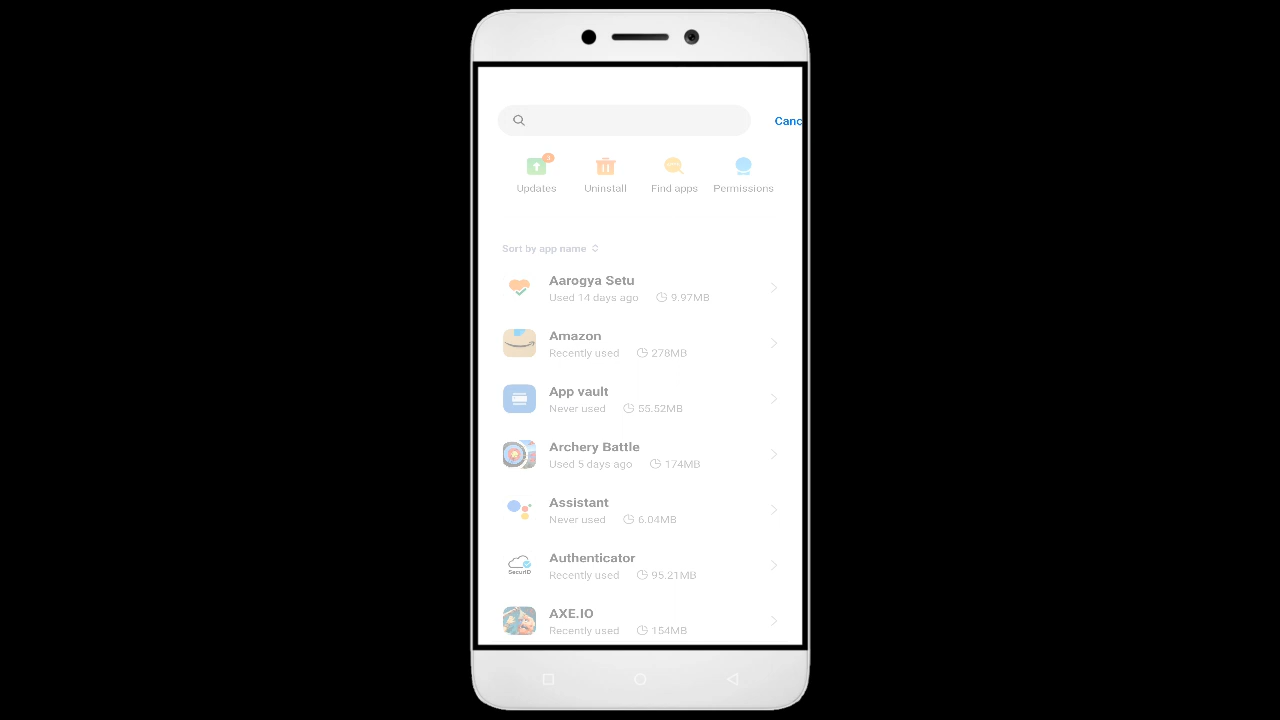 Canc
3
Updates
Uninstall
Find apps
Permissions
Sort by app name
Aarogya Setu
Used 14 days ago 9.97MB
Amazon
Recently used 278MB
App vault
Never used 55.52MB
Archery Battle
Used 5 days ago 174MB
Assistant
Never used 6.04MB
SecurID
Authenticator
Recently used 95.21MB
AXE.IO
Recently used 154MB